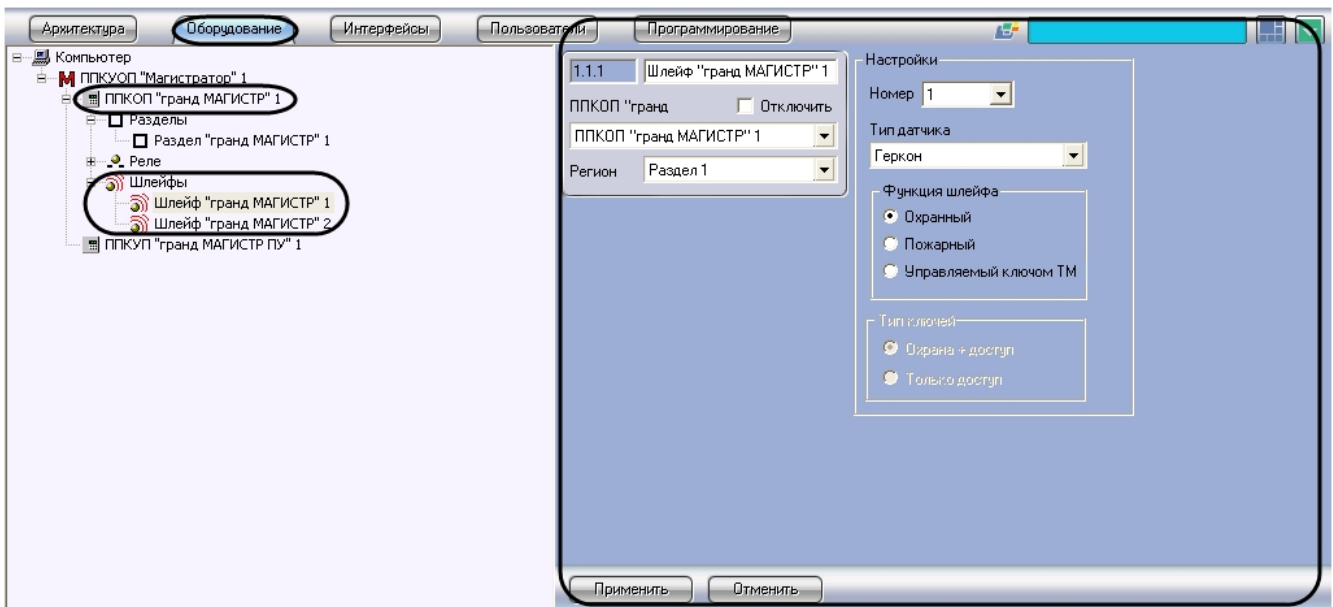 Архитектура Оборудование Интерфейсы Пользователи Программирование
Компьютер
ППКУОП "Магистратор" 1
ППКОП "гранд МАГИСТР" 1
Разделы
Раздел "гранд МАГИСТР" 1
Реле
Шлейфы
Шлейф "гранд МАГИСТР" 1
Шлейф "гранд МАГИСТР" 2
ППКУП "гранд МАГИСТР ПУ" 1
1.1.1 Шлейф "гранд МАГИСТР" 1
ППКОП "гранд Отключить
ППКОП "гранд МАГИСТР" 1
Регион Раздел 1
Настройки
Номер 1
Тип датчика
Геркон
Функция шлейфа
Охранный
Пожарный
Управляемый ключом ТМ
Тип ключей
Охрана + доступ
Только доступ
Применить Отменить